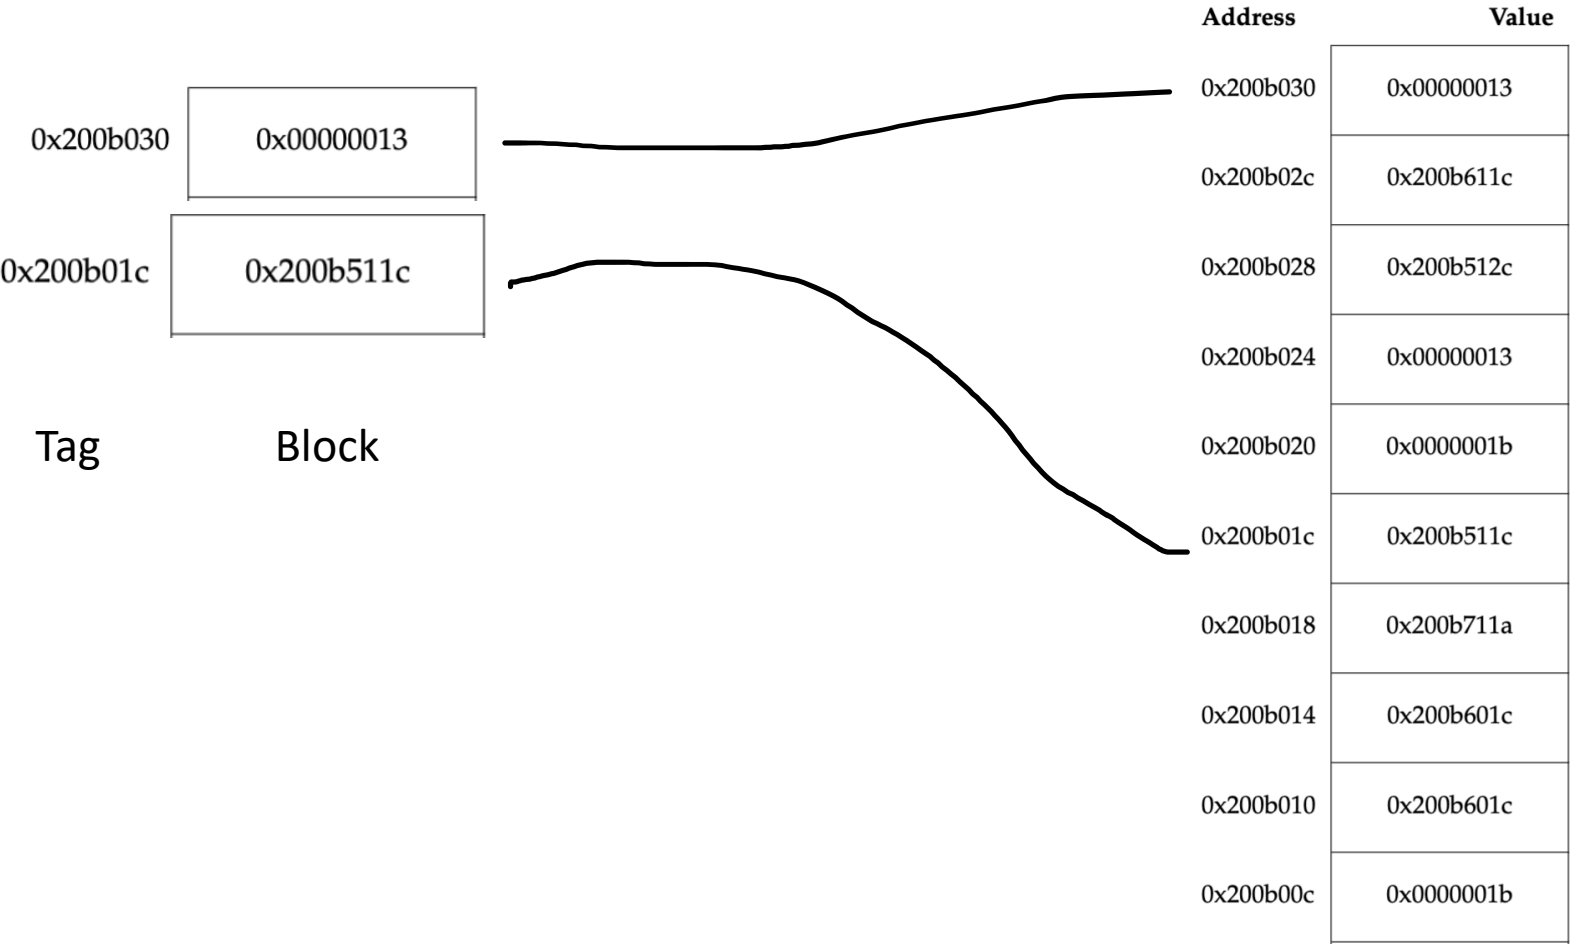 Address Value
0x200b030 0x00000013
0x200b02c 0x200b611c
0x200b028 0x200b512c
0x200b024 0x00000013
0x200b020 0x0000001b
0x200b01c 0x200b511c
0x200b018 0x200b711a
0x200b014 0x200b601c
0x200b010 0x200b601c
0x200b00c 0x0000001b
0x200b030 0x00000013
0x200b01c 0x200b511c
Tag Block